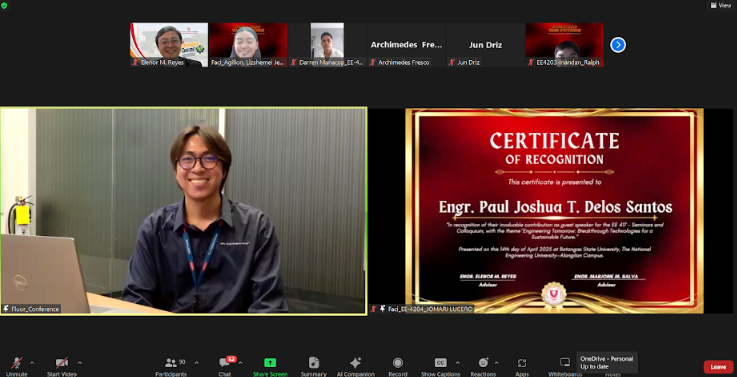 View
Archimedes Fre...
Jun Driz
Elenor M. Reyes
Faci_Agillon, Lizshemei Je...
Darren Manacop_EE-4...
Archimedes Fresco
Jun Driz
EE4203-Inandan_Ralph
CERTIFICATE
OF RECOGNITION
This certificate is presented to
Engr. Paul Joshua T. Delos Santos
"In recognition of their invaluable contribution as guest speaker for the EE 417 - Seminars and
Colloquium, with the theme "Engineering Tomorrow: Breakthrough Technologies for a
Sustainable Future."
Presented on this 14th day of April 2025 at Batangas State University, The National
Engineering University–Alangilan Campus.
ENGR. ELENOR M. REYES
ENGR. MARJORIE M. SALVA
Adviser
Adviser
Fluor_Conference
Faci_EE-4204_JOMARI LUCERO
90
52
CC
OneDrive - Personal
Up to date
Unmute
Start Video
Participants
Chat
Share Screen
Summary
AI Companion
Record
Show Captions
Reactions
Apps
Whiteboards
Notes
Leave